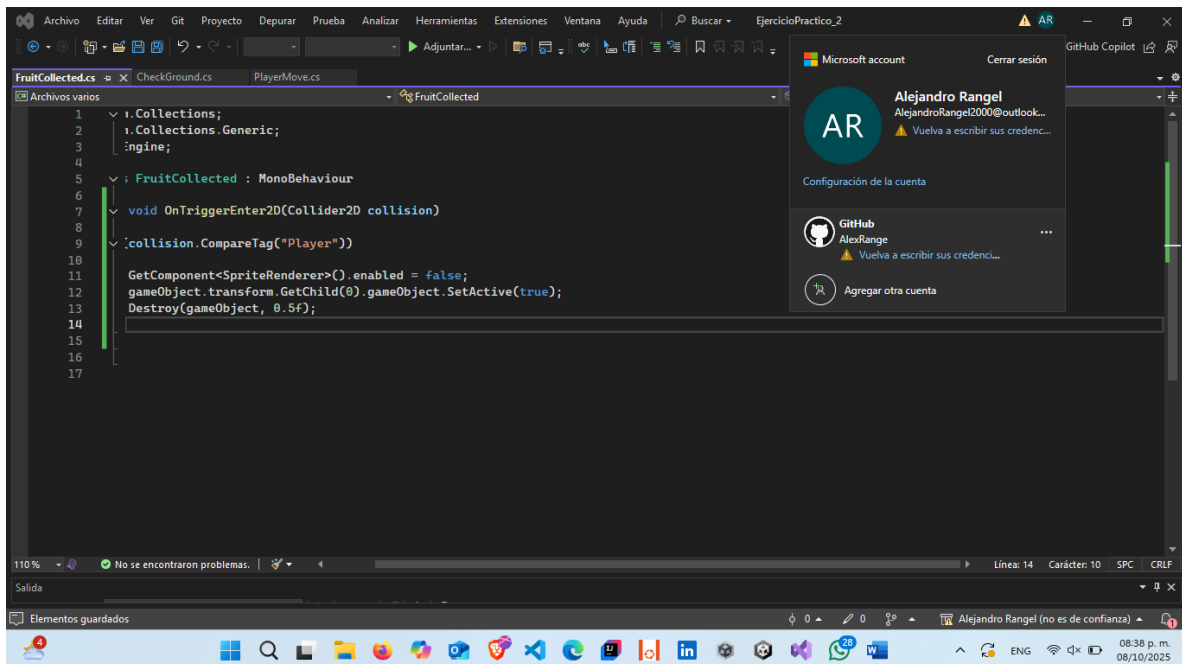 Archivo Editar Ver Git Proyecto Depurar Prueba Analizar Herramientas Extensiones Ventana Ayuda Buscar EjercicioPractico_2 AR
Adjuntar... GitHub Copilot
FruitCollected.cs CheckGround.cs PlayerMove.cs
Archivos varios FruitCollected
1 ı.Collections;
2 ı.Collections.Generic;
3 Engine;
4
5 ; FruitCollected : MonoBehaviour
6
7 void OnTriggerEnter2D(Collider2D collision)
8
9 (collision.CompareTag("Player"))
10
11 GetComponent<SpriteRenderer>().enabled = false;
12 gameObject.transform.GetChild(0).gameObject.SetActive(true);
13 Destroy(gameObject, 0.5f);
14
15
16
17
Microsoft account Cerrar sesión
AR
Alejandro Rangel
AlejandroRangel2000@outlook...
Vuelva a escribir sus credenc...
Configuración de la cuenta
GitHub
AlexRange
Vuelva a escribir sus credenci...
Agregar otra cuenta
110 % No se encontraron problemas. Línea: 14 Carácter: 10 SPC CRLF
Salida
Elementos guardados 0 0 Alejandro Rangel (no es de confianza) 1
4 28 ENG 08:38 p. m.
08/10/2025